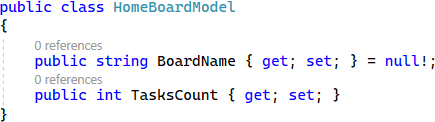 public class HomeBoardModel
{
0 references
public string BoardName { get; set; } = null!;
0 references
public int TasksCount { get; set; }
}